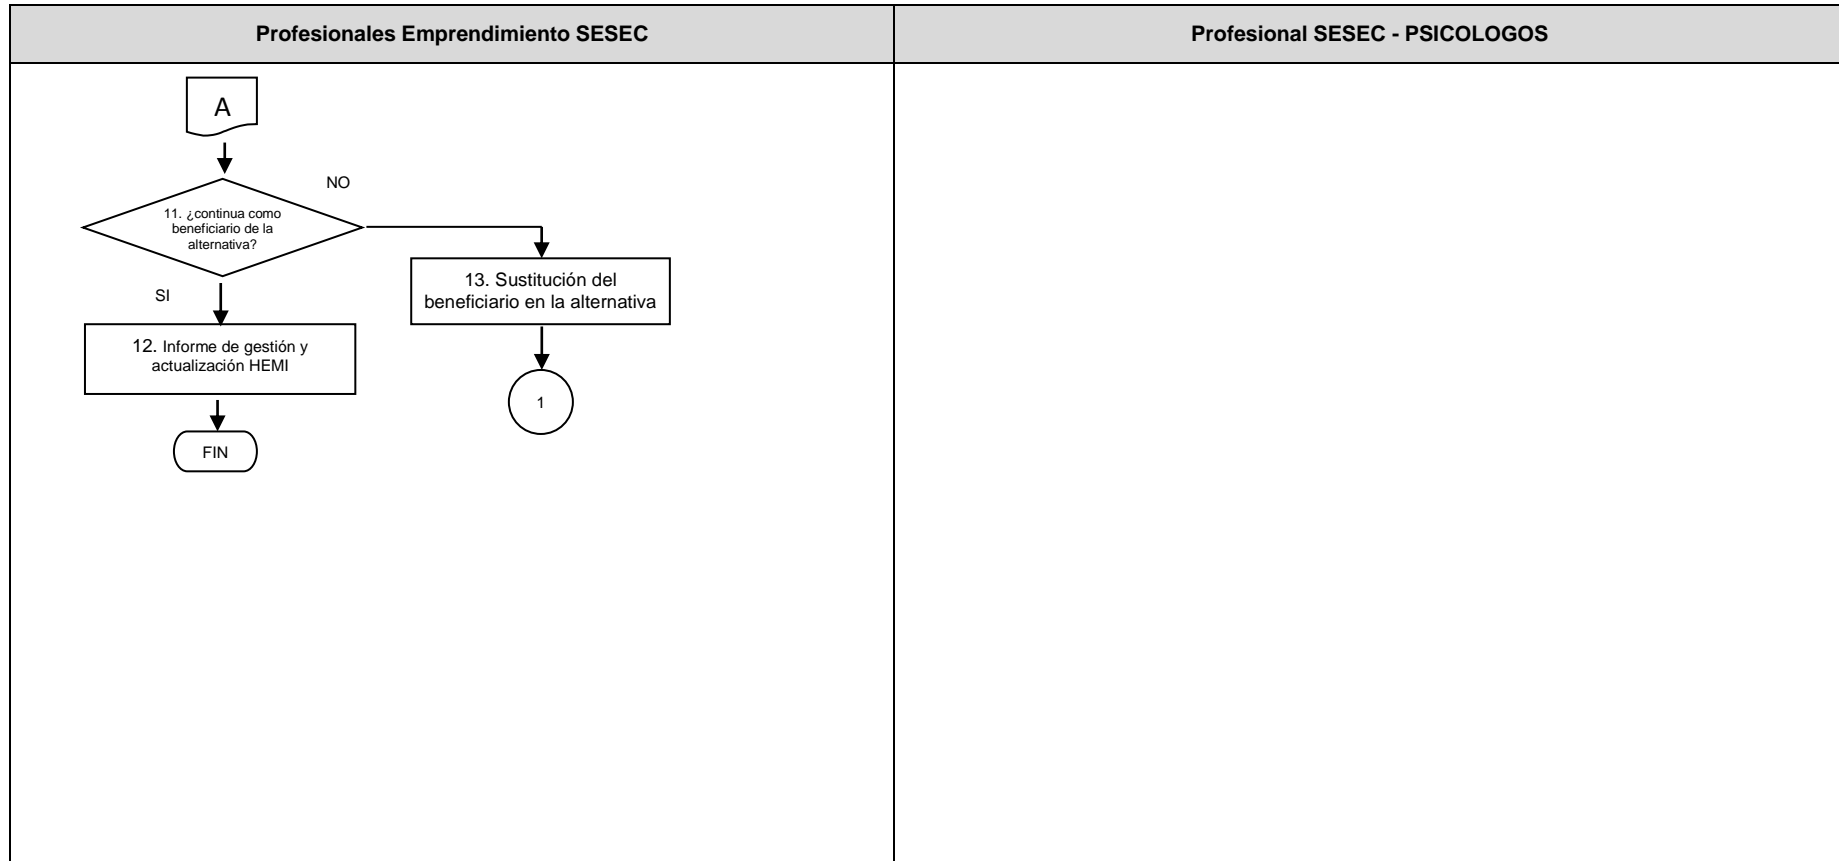 Profesionales Emprendimiento SESEC
Profesional SESEC - PSICOLOGOS
A
NO
11. ¿continua como
beneficiario de la
alternativa?
13. Sustitución del
beneficiario en la alternativa
SI
12. Informe de gestión y
actualización HEMI
1
FIN